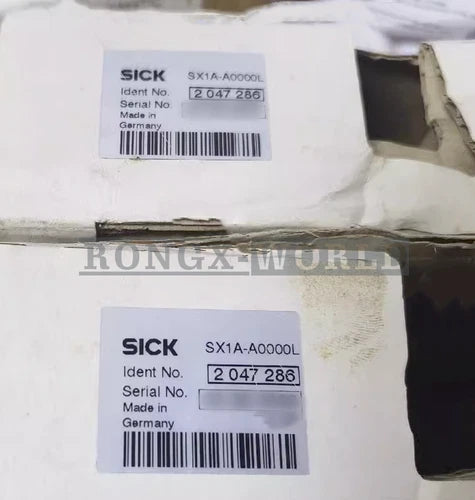 SICK SX1A-A0000L
Ident No. 2 047 286
Serial No.
Made in
Germany
RONGX-WORLD
SICK SX1A-A0000L
Ident No. 2 047 286
Serial No.
Made in
Germany